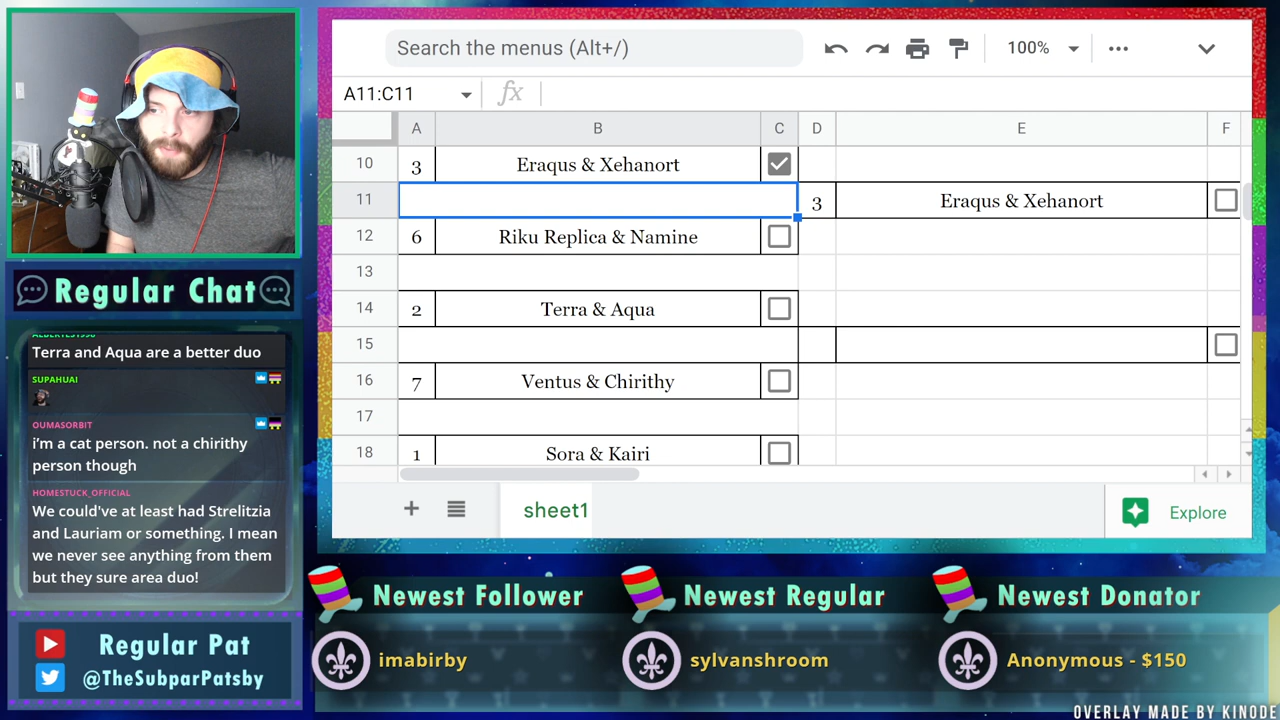 Search the menus (Alt+/)
100%
A11:C11
fx
A B C D E F
10 3 Eraqus & Xehanort
11 3 Eraqus & Xehanort
12 6 Riku Replica & Namine
13
14 2 Terra & Aqua
15
16 7 Ventus & Chirithy
17
18 1 Sora & Kairi
sheet1
Explore
Regular Chat
Terra and Aqua are a better duo
SUPAHUAI
OUMASORBIT
i'm a cat person. not a chirithy
person though
HOMESTUCK_OFFICIAL
We could've at least had Strelitzia
and Lauriam or something. I mean
we never see anything from them
but they sure area duo!
Regular Pat
@TheSubparPatsby
Newest Follower
imabirby
Newest Regular
sylvanshroom
Newest Donator
Anonymous - $150
OVERLAY MADE BY KINODE